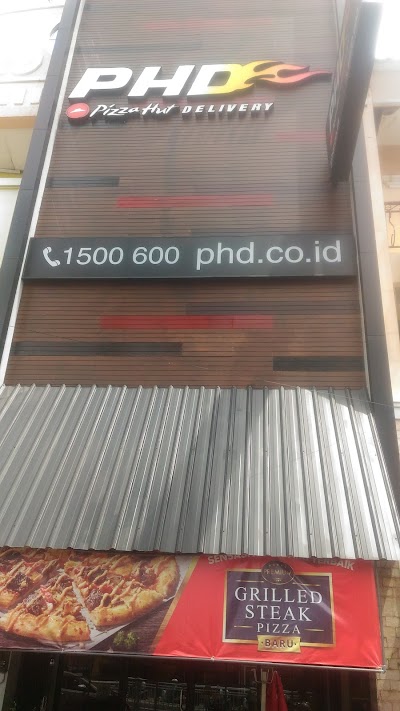 PHD
Pizza Hut DELIVERY
1500 600 phd.co.id
GRILLED
STEAK
PIZZA
BARU